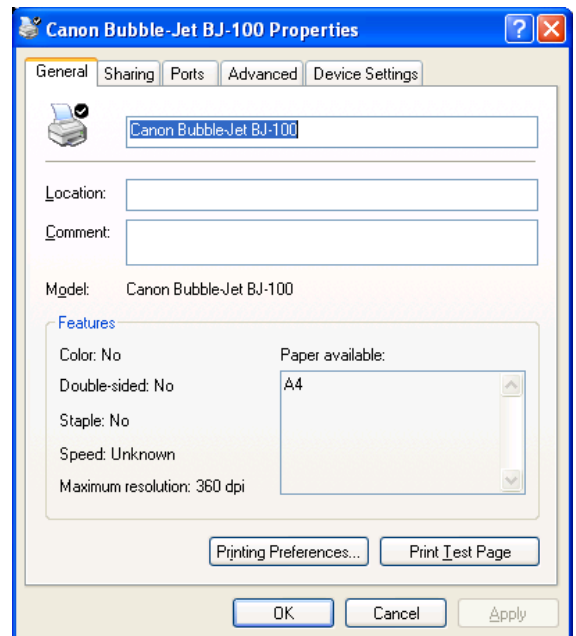 Canon Bubble-Jet BJ-100 Properties
General Sharing Ports Advanced Device Settings
Canon Bubble-Jet BJ-100
Location:
Comment:
Model: Canon Bubble-Jet BJ-100
Features
Color: No Paper available:
Double-sided: No A4
Staple: No
Speed: Unknown
Maximum resolution: 360 dpi
Printing Preferences... Print Test Page
OK Cancel Apply